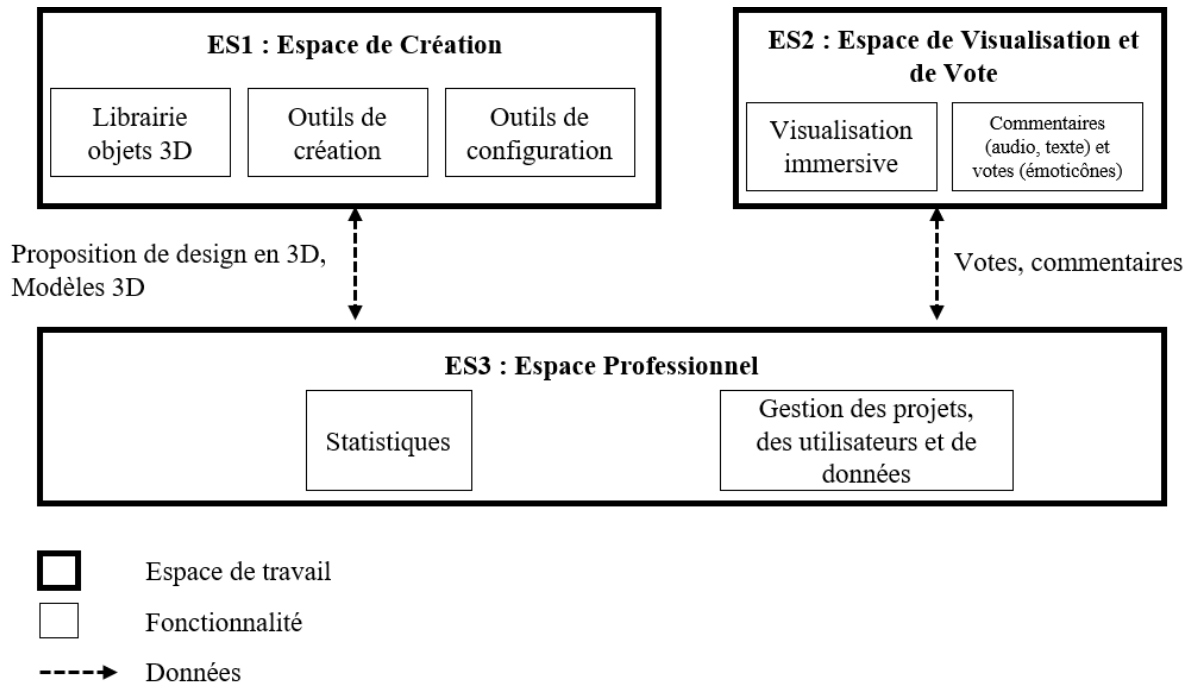 ES1 : Espace de Création
Librairie
objets 3D
Outils de
création
Outils de
configuration
ES2 : Espace de Visualisation et
de Vote
Visualisation
immersive
Commentaires
(audio, texte) et
votes (émoticônes)
Proposition de design en 3D,
Modèles 3D
Votes, commentaires
ES3 : Espace Professionnel
Statistiques
Gestion des projets,
des utilisateurs et de
données
Espace de travail
Fonctionnalité
Données